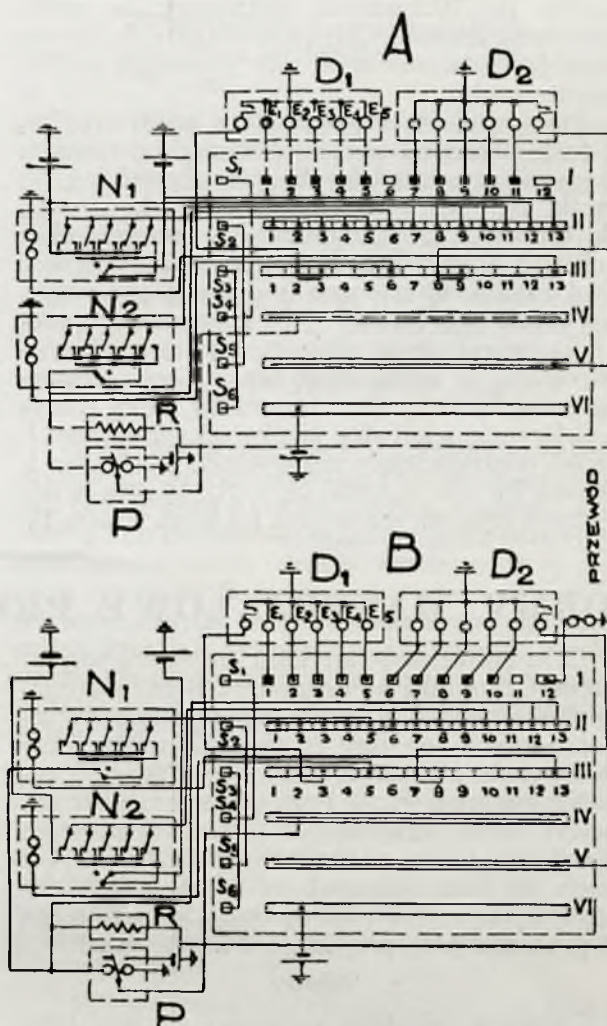 A
D₁ D₂
E₁ E₂ E₃ E₄ E₅
S₁ I
1 2 3 4 5 6 7 8 9 10 11 12
N₁
II
S₂ 1 2 3 4 5 6 7 8 9 10 11 12 13
III
S₃ 1 2 3 4 5 6 7 8 9 10 11 12 13
N2
S₄ IV
S₅ V
S₆ VI
R
P
PRZEWÓD
B
D₁ D₂
E₁ E₂ E₃ E₄ E₅
S₁ I
1 2 3 4 5 6 7 8 9 10 11 12
N₁
II
S₂ 1 2 3 4 5 6 7 8 9 10 11 12 13
III
S₃ 1 2 3 4 5 6 7 8 9 10 11 12 13
N2
S₄ IV
S₅ V
S₆ VI
R
P